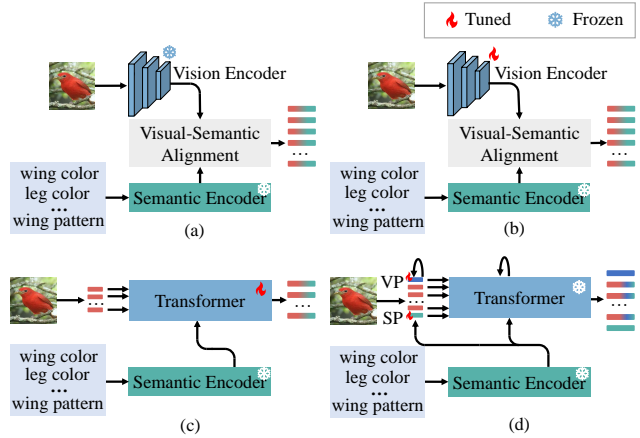 Tuned Frozen
Vision Encoder
Visual-Semantic
Alignment
...
wing color
leg color
...
wing pattern
Semantic Encoder
(a)
Vision Encoder
Visual-Semantic
Alignment
...
wing color
leg color
...
wing pattern
Semantic Encoder
(b)
...
Transformer
...
wing color
leg color
...
wing pattern
Semantic Encoder
(c)
VP
...
SP
Transformer
...
wing color
leg color
...
wing pattern
Semantic Encoder
(d)